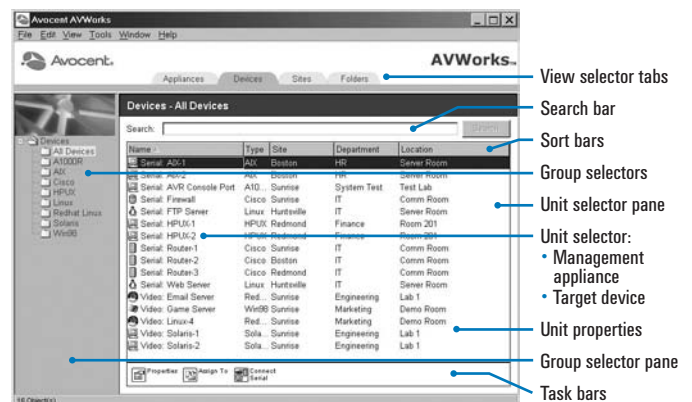 Avocent AVWorks
File Edit View Tools Window Help
Avocent.
AVWorks™
Appliances Devices Sites Folders
View selector tabs
Devices - All Devices
Search: Search
Search bar
Devices
All Devices
A1000R
AIX
Cisco
HPUX
Linux
Redhat Linux
Solaris
Win98
Name Type Site Department Location
Serial: AIX-1 AIX Boston HR Server Room
Serial: AIX-2 AIX Boston HR Server Room
Serial: AVR Console Port A10... Sunrise System Test Test Lab
Serial: Firewall Cisco Sunrise IT Comm Room
Serial: FTP Server Linux Huntsville IT Server Room
Serial: HPUX-1 HPUX Redmond Finance Room 201
Serial: HPUX-2 HPUX Redmond Finance Room 201
Serial: Router-1 Cisco Sunrise IT Comm Room
Serial: Router-2 Cisco Boston IT Comm Room
Serial: Router-3 Cisco Redmond IT Comm Room
Serial: Web Server Linux Huntsville IT Server Room
Video: Email Server Red... Sunrise Engineering Lab 1
Video: Game Server Win98 Sunrise Marketing Demo Room
Video: Linux-4 Red... Sunrise Marketing Demo Room
Video: Solaris-1 Sola... Sunrise Engineering Lab 1
Video: Solaris-2 Sola... Sunrise Engineering Lab 1
Properties Assign To Connect Serial
16 Object(s)
Sort bars
Group selectors
Unit selector pane
Unit selector:
• Management
appliance
• Target device
Unit properties
Group selector pane
Task bars